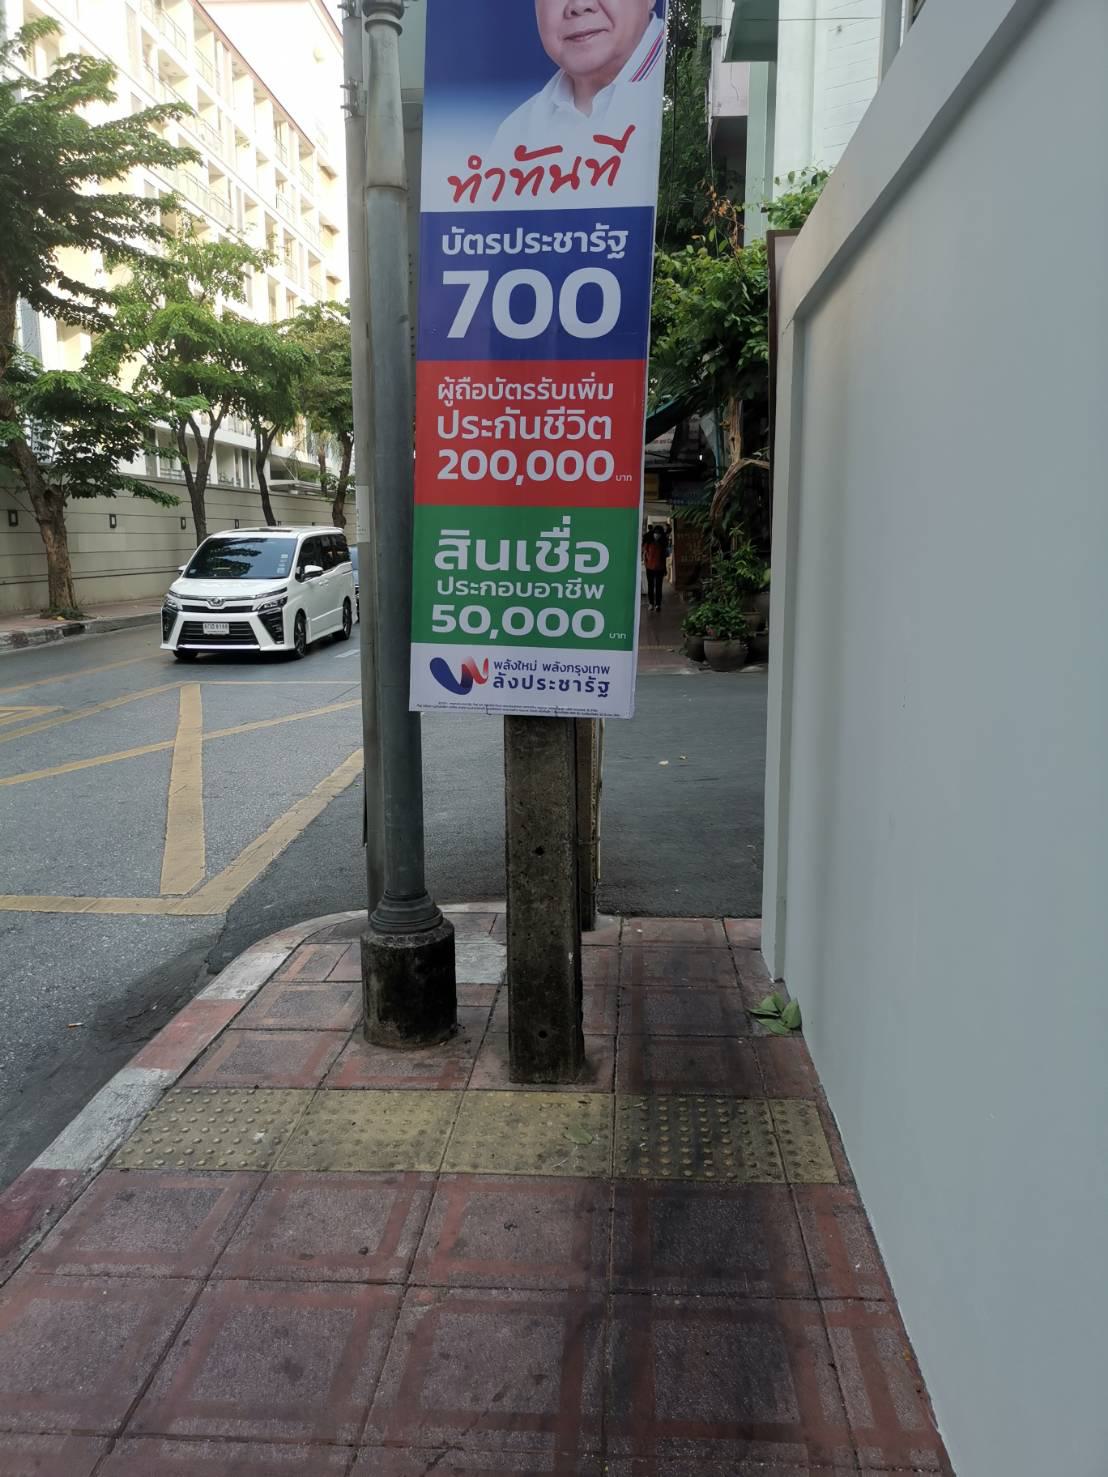 ทำทันที
บัตรประชารัฐ
700
ผู้ถือบัตรรับเพิ่ม
ประกันชีวิต
200,000 บาท
สินเชื่อ
ประกอบอาชีพ
50,000 บาท
พลังใหม่ พลังกรุงเทพ
ลังประชารัฐ